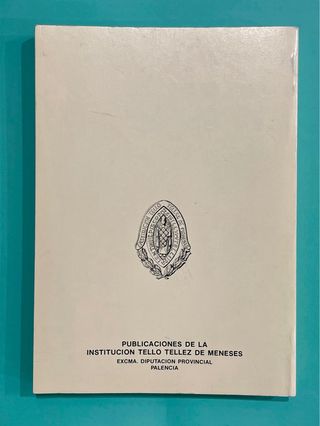 PUBLICACIONES DE LA
INSTITUCION TELLO TELLEZ DE MENESES
EXCMA. DIPUTACION PROVINCIAL
PALENCIA